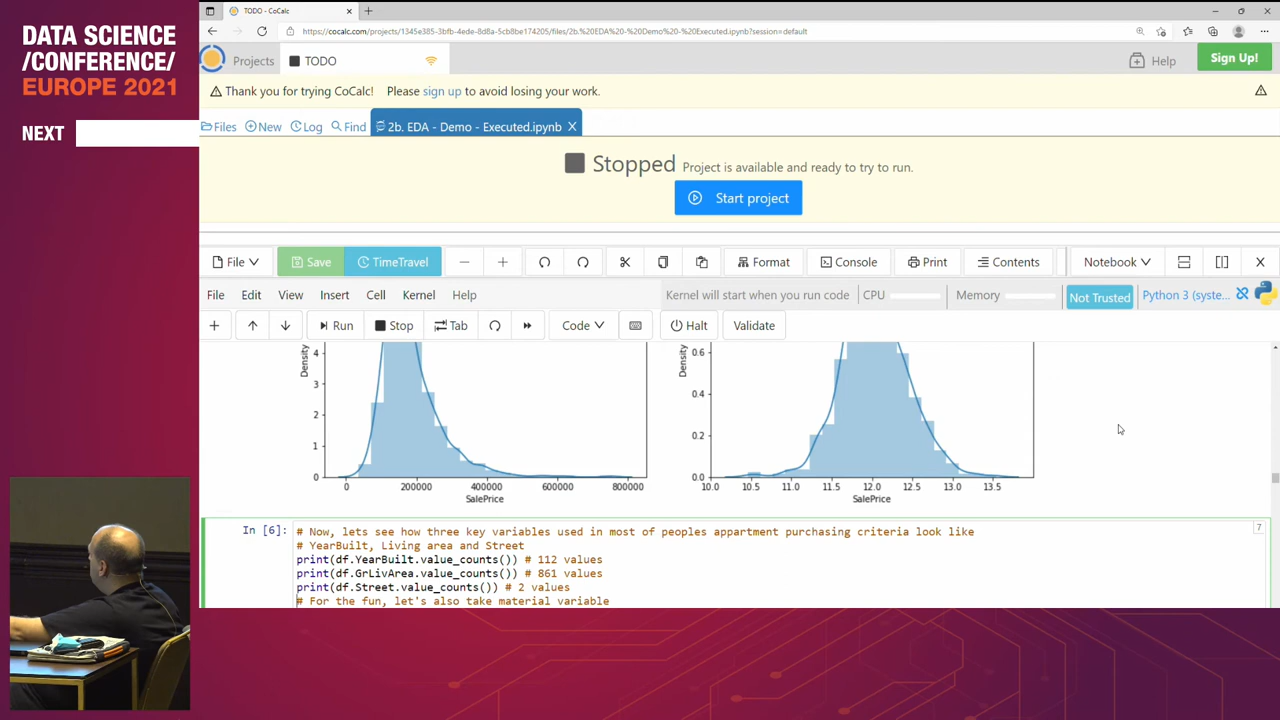 DATA SCIENCE
/CONFERENCE/
EUROPE 2021
NEXT
TODO - CoCalc
https://cocalc.com/projects/1345e385-3bfb-4ede-8d8a-5cb8be174205/files/2b.%20EDA%20-%20Demo%20-%20Executed.ipynb?session=default
Projects
TODO
Help
Sign Up!
Thank you for trying CoCalc! Please sign up to avoid losing your work.
Files New Log Find 2b. EDA - Demo - Executed.ipynb
Stopped Project is available and ready to try to run.
Start project
File Save TimeTravel Format Console Print Contents Notebook
File Edit View Insert Cell Kernel Help Kernel will start when you run code CPU Memory Not Trusted Python 3 (syste...
Run Stop Tab Code Halt Validate
Density
4
3
2
1
0
0 200000 400000 600000 800000
SalePrice
Density
0.6
0.4
0.2
0.0
10.0 10.5 11.0 11.5 12.0 12.5 13.0 13.5
SalePrice
In [6]:
7
# Now, lets see how three key variables used in most of peoples appartment purchasing criteria look like
# YearBuilt, Living area and Street
print(df.YearBuilt.value_counts()) # 112 values
print(df.GrLivArea.value_counts()) # 861 values
print(df.Street.value_counts()) # 2 values
# For the fun, let's also take material variable